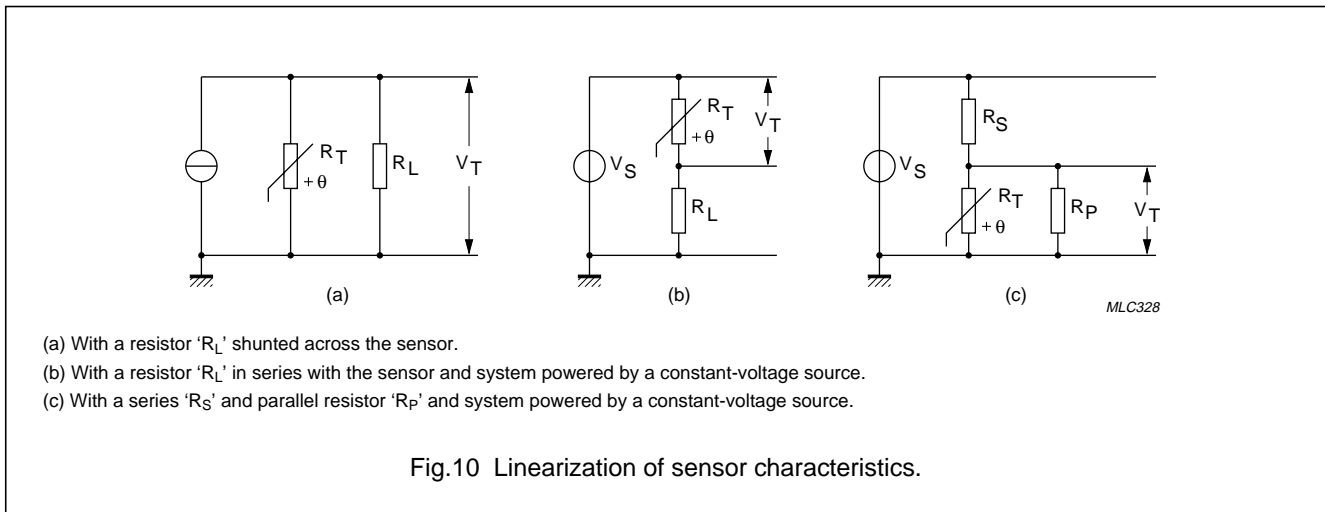 R_T
+θ
R_L
V_T
(a)
V_S
R_T
+θ
V_T
R_L
(b)
V_S
R_S
R_T
+θ
R_P
V_T
(c)
MLC328
(a) With a resistor ‘R_L’ shunted across the sensor.
(b) With a resistor ‘R_L’ in series with the sensor and system powered by a constant-voltage source.
(c) With a series ‘R_S’ and parallel resistor ‘R_P’ and system powered by a constant-voltage source.
Fig.10 Linearization of sensor characteristics.